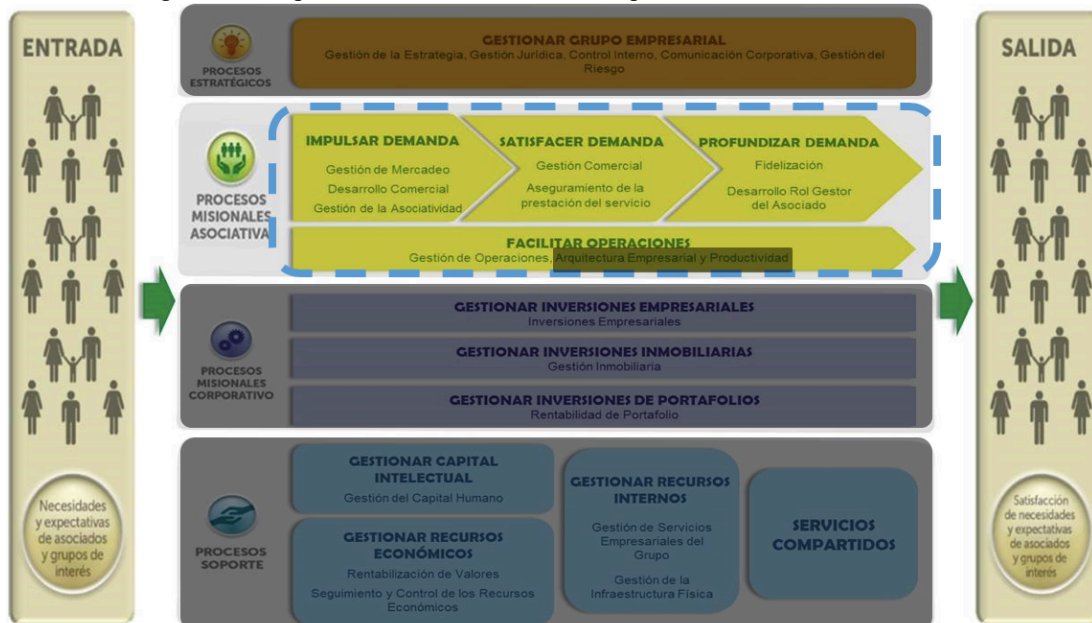 ENTRADA
PROCESOS
ESTRATÉGICOS
GESTIONAR GRUPO EMPRESARIAL
Gestión de la Estrategia, Gestión Jurídica, Control Interno, Comunicación Corporativa, Gestión del
Riesgo
PROCESOS
MISIONALES
ASOCIATIVA
IMPULSAR DEMANDA
Gestión de Mercadeo
Desarrollo Comercial
Gestión de la Asociatividad
SATISFACER DEMANDA
Gestión Comercial
Aseguramiento de la
prestación del servicio
PROFUNDIZAR DEMANDA
Fidelización
Desarrollo Rol Gestor
del Asociado
FACILITAR OPERACIONES
Gestión de Operaciones, Arquitectura Empresarial y Productividad
PROCESOS
MISIONALES
CORPORATIVO
GESTIONAR INVERSIONES EMPRESARIALES
Inversiones Empresariales
GESTIONAR INVERSIONES INMOBILIARIAS
Gestión Inmobiliaria
GESTIONAR INVERSIONES DE PORTAFOLIOS
Rentabilidad de Portafolio
PROCESOS
SOPORTE
GESTIONAR CAPITAL
INTELECTUAL
Gestión del Capital Humano
GESTIONAR RECURSOS
ECONÓMICOS
Rentabilización de Valores
Seguimiento y Control de los Recursos
Económicos
GESTIONAR RECURSOS
INTERNOS
Gestión de Servicios
Empresariales del
Grupo
Gestión de la
Infraestructura Física
SERVICIOS
COMPARTIDOS
Necesidades
y expectativas
de asociados
y grupos de
interés
SALIDA
Satisfacción
de necesidades
y expectativas
de asociados
y grupos de
interés